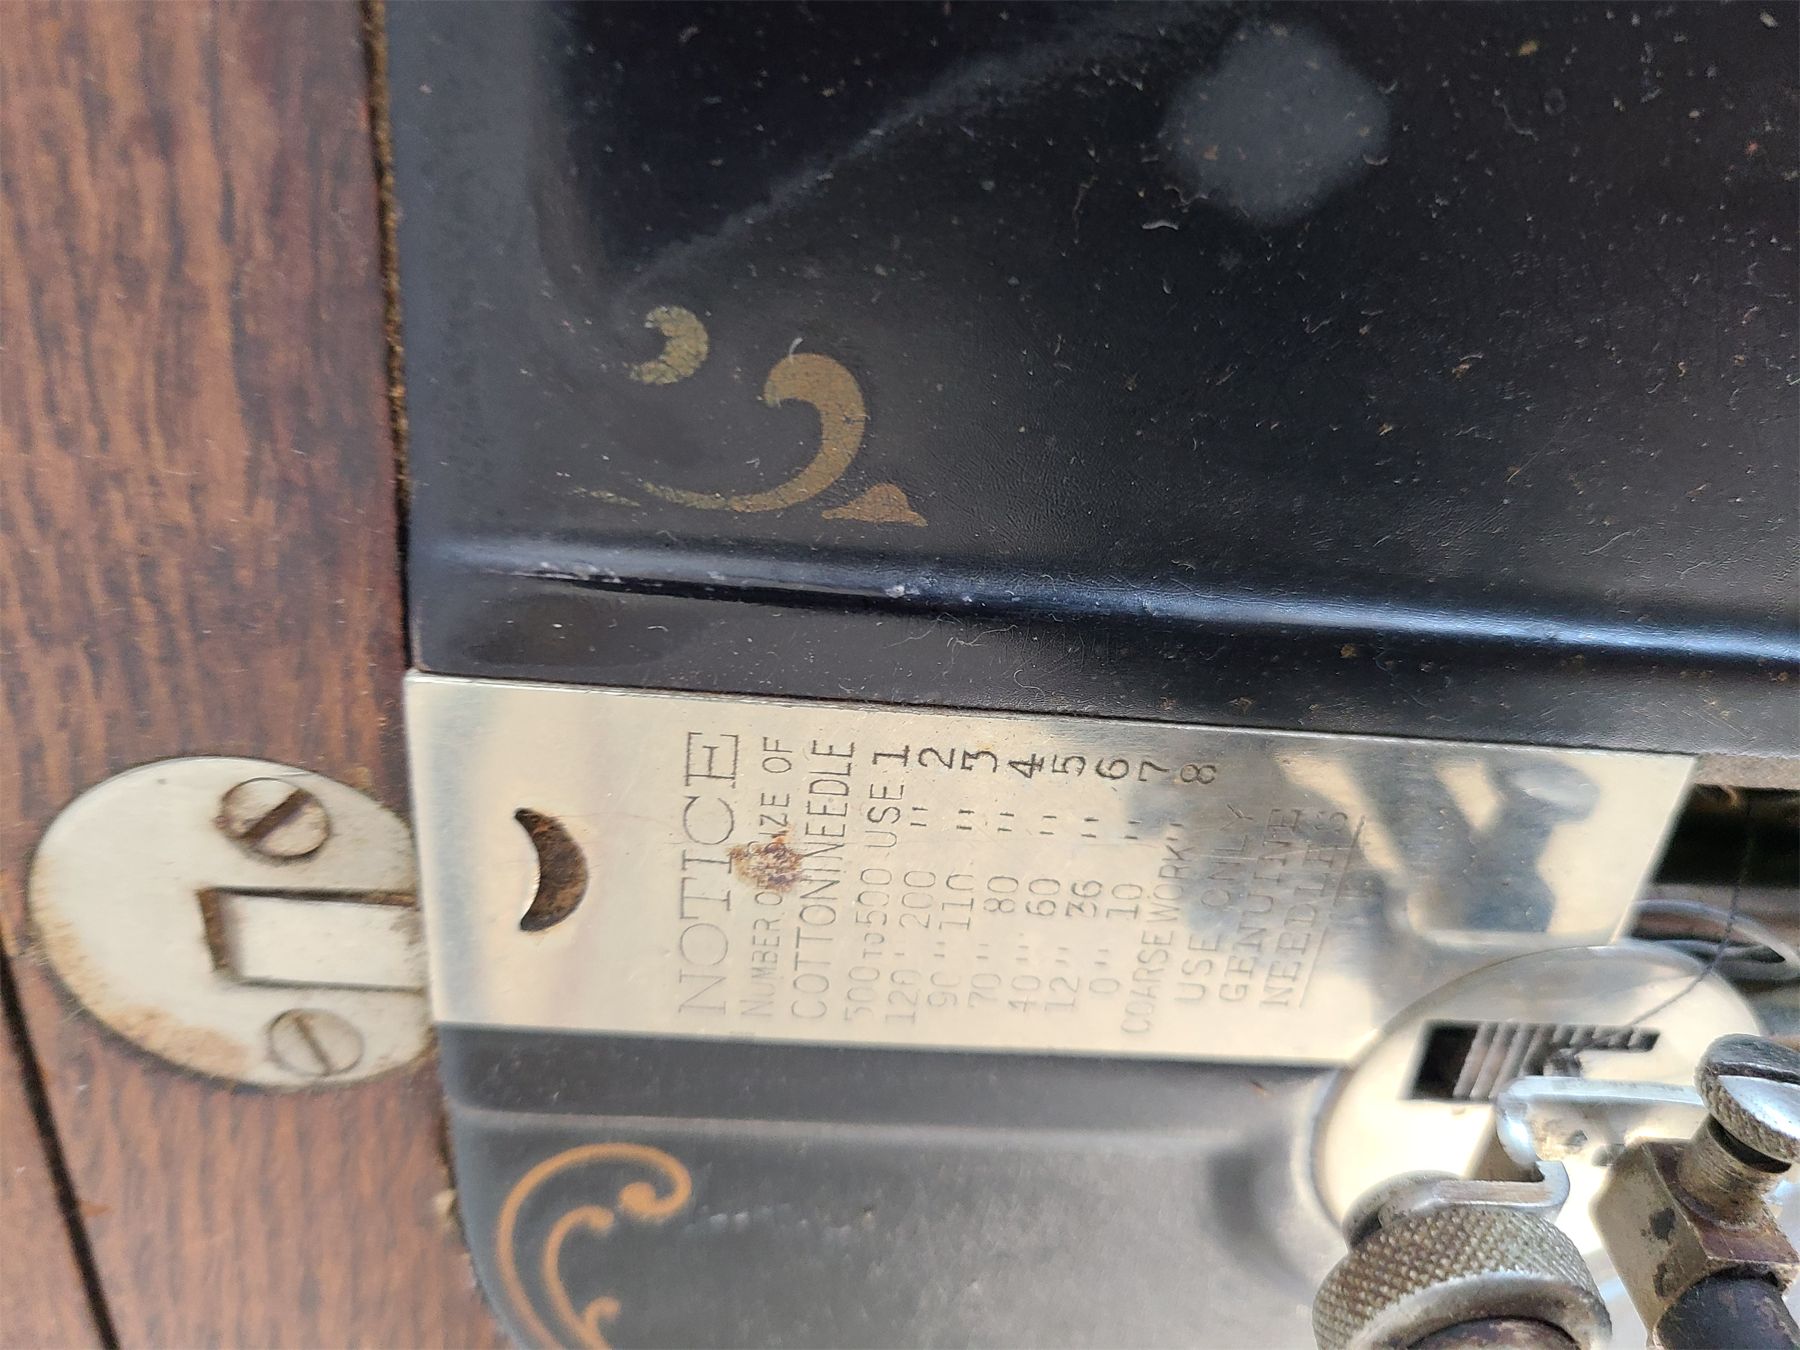 NOTICE
NUMBER OF SIZE OF
COTTON NEEDLE
300 TO 500 USE 1
120 " 200 " 2
90 " 110 " 3
70 " 80 " 4
40 " 60 " 5
12 " 36 " 6
0 " 10 " 7
COARSE WORK " 8
USE ONLY
GENUINE
NEEDLES